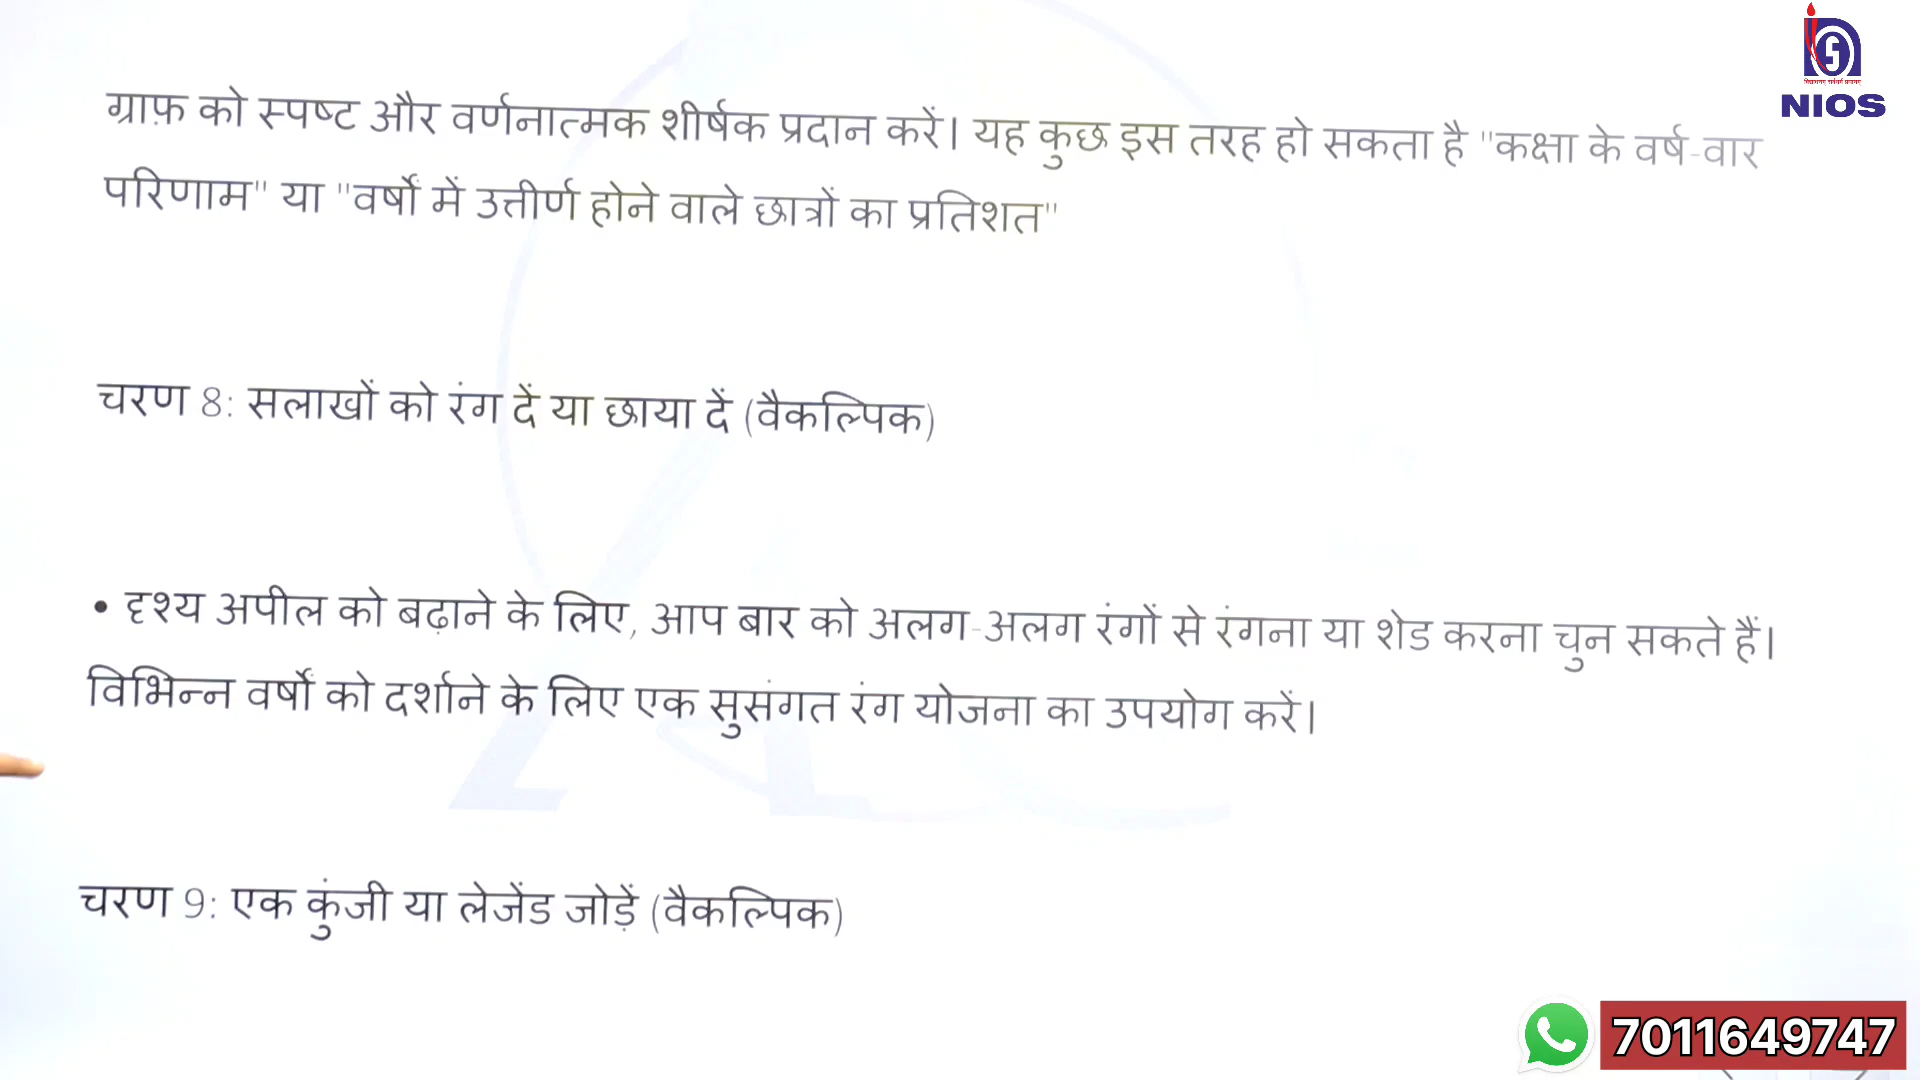 NIOS
ग्राफ़ को स्पष्ट और वर्णनात्मक शीर्षक प्रदान करें। यह कुछ इस तरह हो सकता है "कक्षा के वर्ष-वार
परिणाम" या "वर्षों में उत्तीर्ण होने वाले छात्रों का प्रतिशत"
चरण 8: सलाखों को रंग दें या छाया दें (वैकल्पिक)
• दृश्य अपील को बढ़ाने के लिए, आप बार को अलग-अलग रंगों से रंगना या शेड करना चुन सकते हैं।
विभिन्न वर्षों को दर्शाने के लिए एक सुसंगत रंग योजना का उपयोग करें।
चरण 9: एक कुंजी या लेजेंड जोड़ें (वैकल्पिक)
7011649747